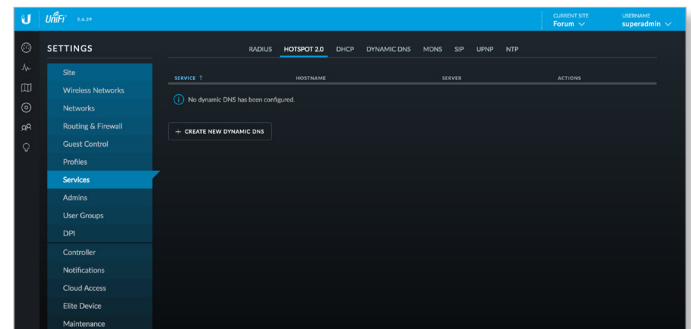 U UniFi 5.6.29 CURRENT SITE USERNAME
Forum superadmin
SETTINGS RADIUS HOTSPOT 2.0 DHCP DYNAMIC DNS MDNS SIP UPNP NTP
Site
SERVICE ↑ HOSTNAME SERVER ACTIONS
Wireless Networks
No dynamic DNS has been configured.
Networks
Routing & Firewall
+ CREATE NEW DYNAMIC DNS
Guest Control
Profiles
Services
Admins
User Groups
DPI
Controller
Notifications
Cloud Access
Elite Device
Maintenance